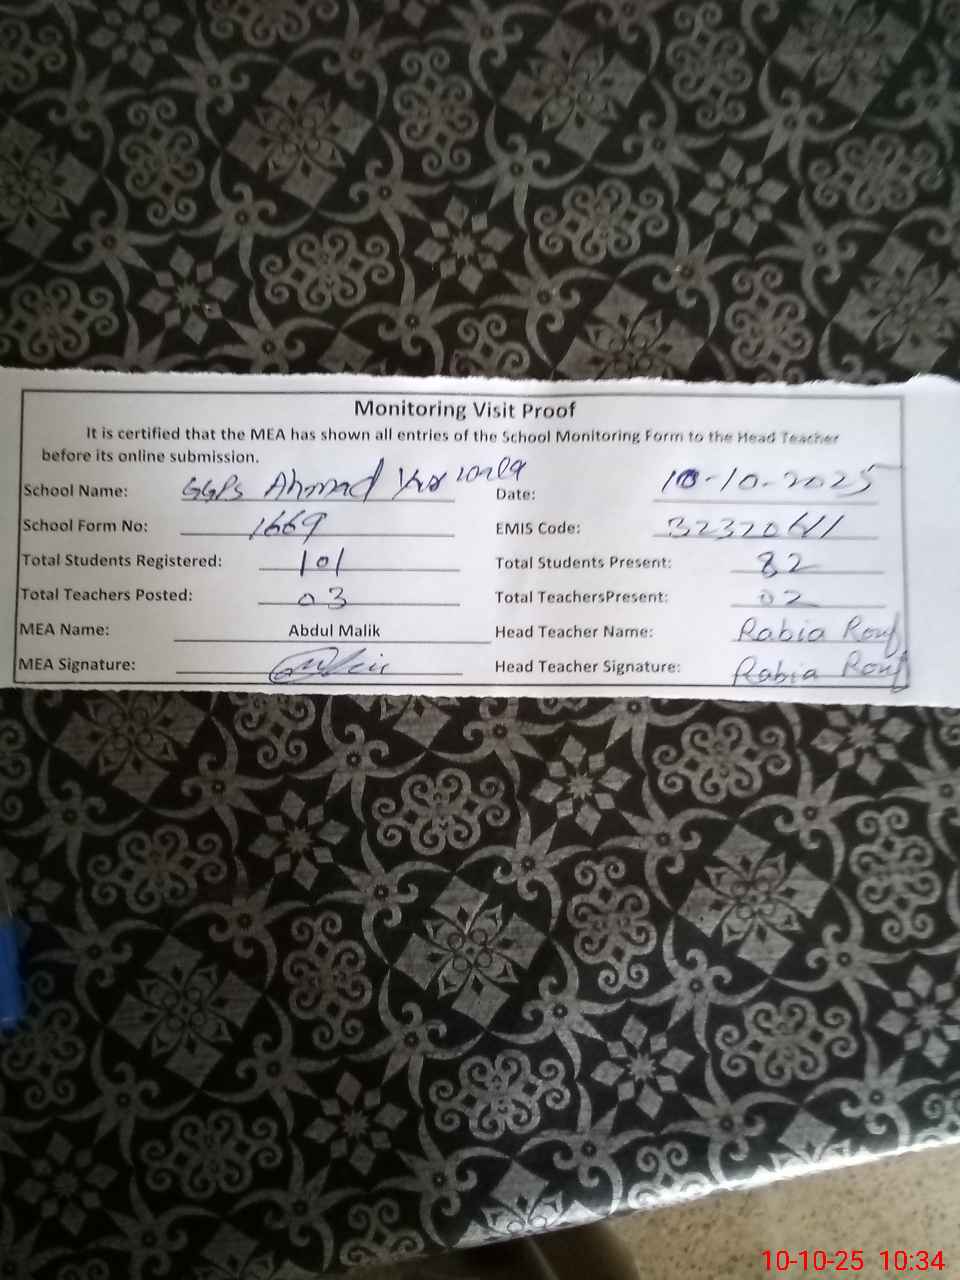 Monitoring Visit Proof
It is certified that the MEA has shown all entries of the School Monitoring Form to the Head Teacher
before its online submission.
School Name: GGPS Ahmad Date: 10-10-2025
School Form No: 1669 EMIS Code: 32320611
Total Students Registered: 101 Total Students Present: 82
Total Teachers Posted: 03 Total TeachersPresent: 02
MEA Name: Abdul Malik Head Teacher Name: Rabia Rouf
MEA Signature: Head Teacher Signature: Rabia Rouf
10-10-25 10:34